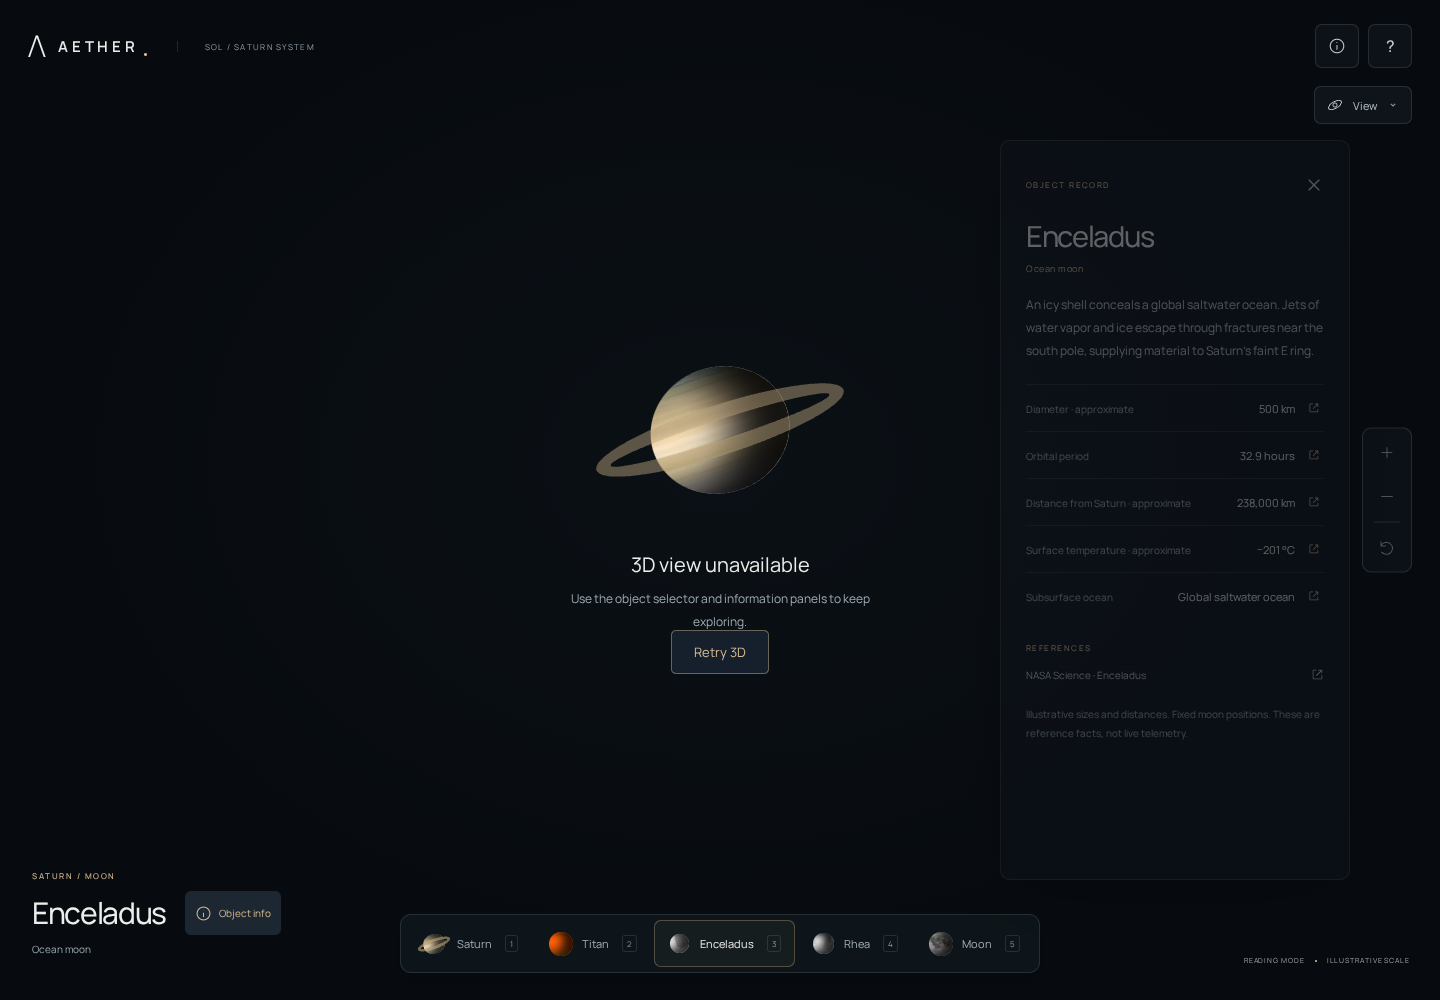 AETHER.
SOL / SATURN SYSTEM
?
View
OBJECT RECORD
Enceladus
Ocean moon
An icy shell conceals a global saltwater ocean. Jets of
water vapor and ice escape through fractures near the
south pole, supplying material to Saturn's faint E ring.
Diameter · approximate 500 km
Orbital period 32.9 hours
Distance from Saturn · approximate 238,000 km
Surface temperature · approximate −201 °C
Subsurface ocean Global saltwater ocean
REFERENCES
NASA Science · Enceladus
Illustrative sizes and distances. Fixed moon positions. These are
reference facts, not live telemetry.
3D view unavailable
Use the object selector and information panels to keep
exploring.
Retry 3D
SATURN / MOON
Enceladus
Object info
Ocean moon
Saturn 1 Titan 2 Enceladus 3 Rhea 4 Moon 5
READING MODE • ILLUSTRATIVE SCALE